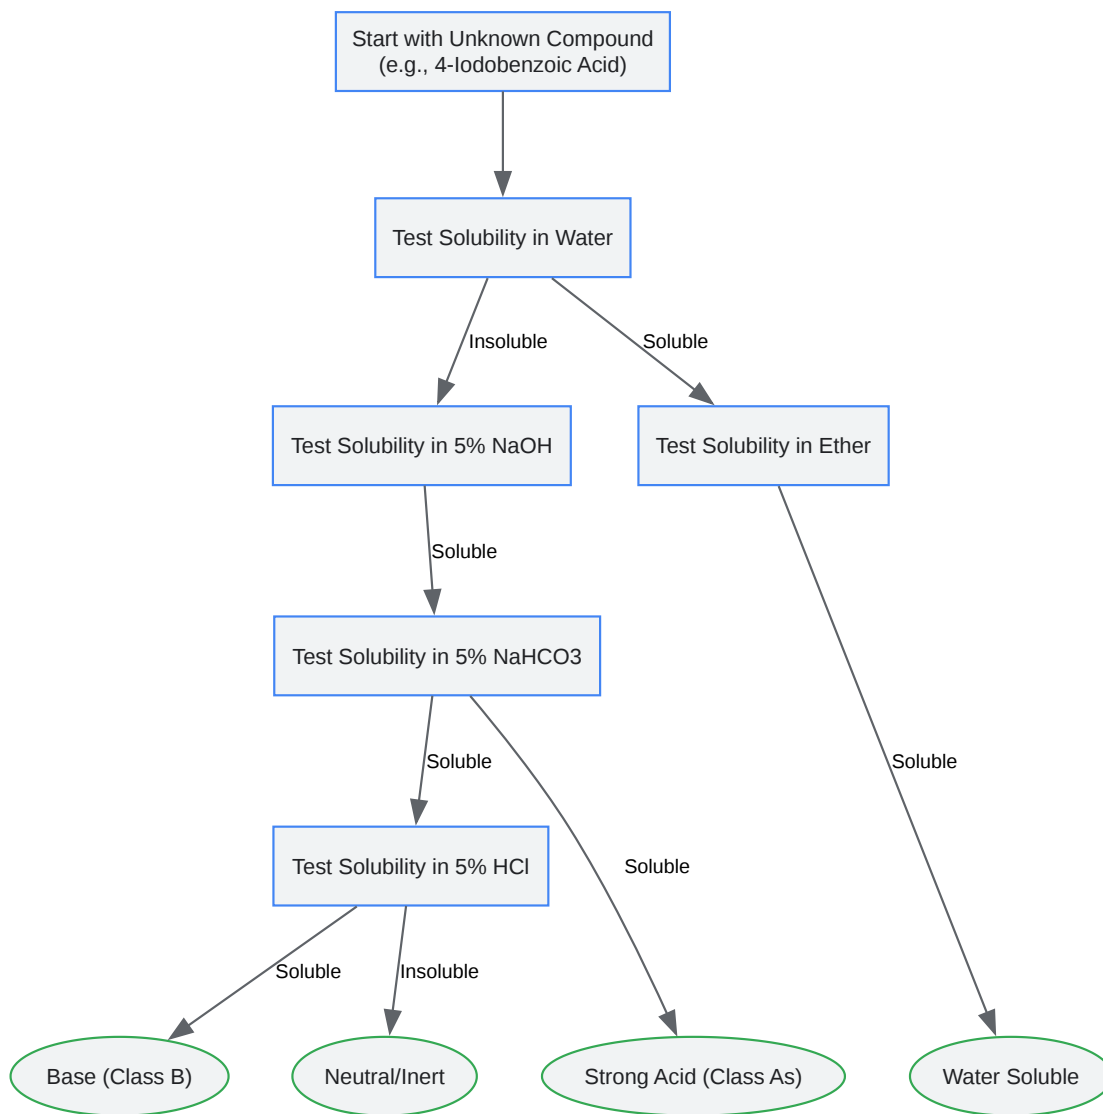 Start with Unknown Compound
(e.g., 4-Iodobenzoic Acid)
Test Solubility in Water
Insoluble
Soluble
Test Solubility in 5% NaOH
Test Solubility in Ether
Soluble
Test Solubility in 5% NaHCO3
Soluble
Soluble
Test Solubility in 5% HCl
Soluble
Soluble
Insoluble
Base (Class B)
Neutral/Inert
Strong Acid (Class As)
Water Soluble